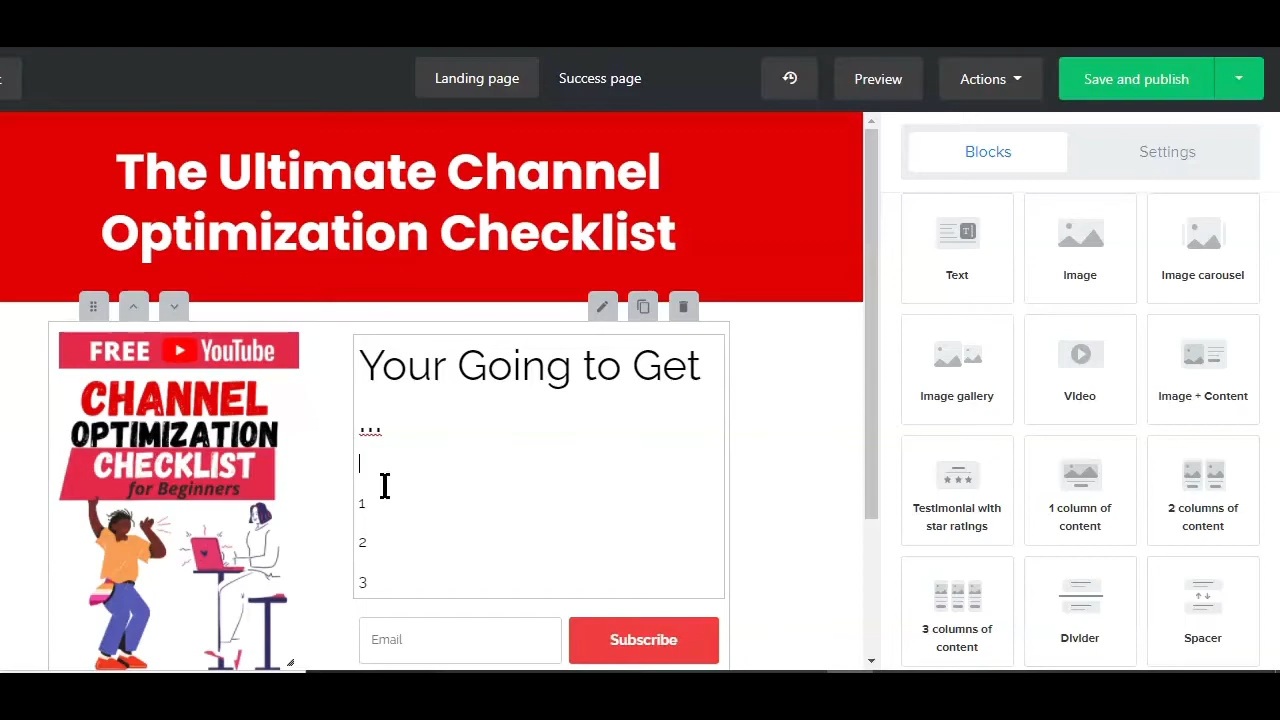 Landing page
Success page
Preview
Actions
Save and publish
The Ultimate Channel
Optimization Checklist
Blocks
Settings
Text
Image
Image carousel
FREE YouTube
CHANNEL
OPTIMIZATION
CHECKLIST
for Beginners
Your Going to Get
...
1
2
3
Email
Subscribe
Image gallery
Video
Image + Content
Testimonial with
star ratings
1 column of
content
2 columns of
content
3 columns of
content
Divider
Spacer